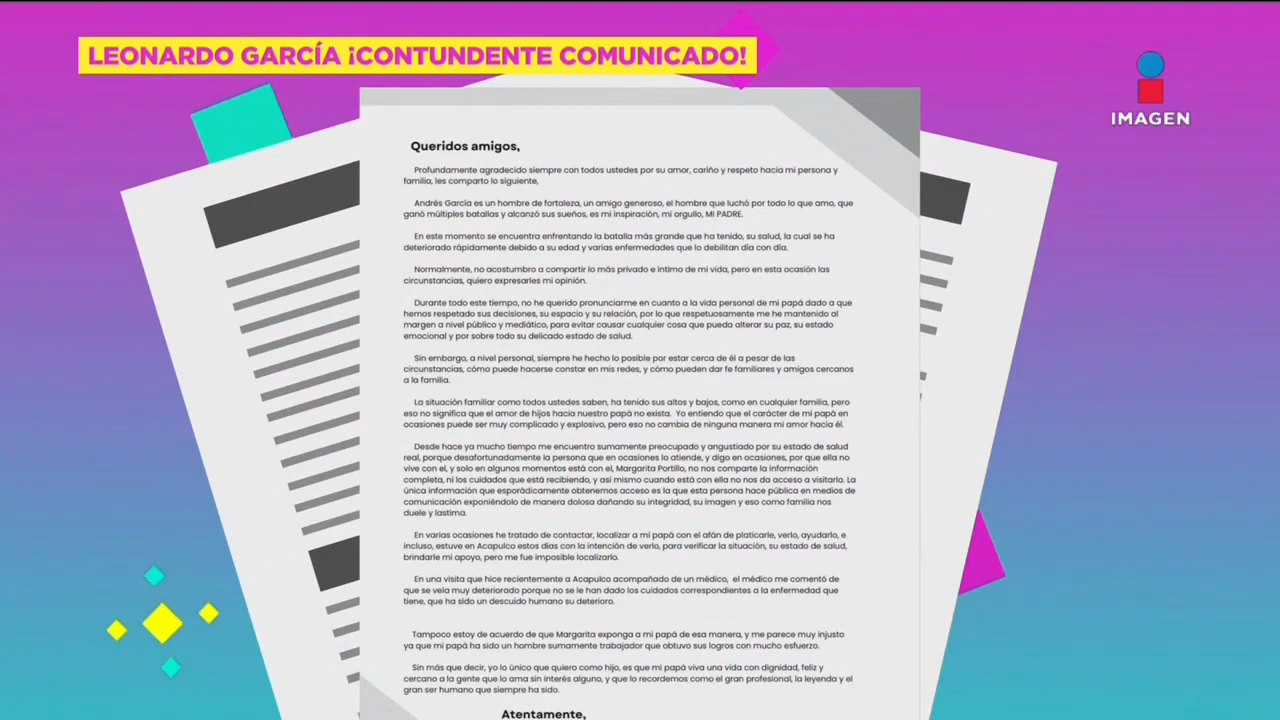 LEONARDO GARCÍA ¡CONTUNDENTE COMUNICADO!
IMAGEN
Queridos amigos,
Profundamente agradecido siempre con todos ustedes por su amor, cariño y respeto hacia mi persona y
familia, les comparto lo siguiente,
Andrés García es un hombre de fortaleza, un amigo generoso, el hombre que luchó por todo lo que amo, que
ganó múltiples batallas y alcanzó sus sueños, es mi inspiración, mi orgullo, MI PADRE.
En este momento se encuentra enfrentando la batalla más grande que ha tenido, su salud, la cual se ha
deteriorado rápidamente debido a su edad y varias enfermedades que lo debilitan día con día.
Normalmente, no acostumbro a compartir lo más privado e íntimo de mi vida, pero en esta ocasión las
circunstancias, quiero expresarles mi opinión.
Durante todo este tiempo, no he querido pronunciarme en cuanto a la vida personal de mi papá dado a que
hemos respetado sus decisiones, su espacio y su relación, por lo que respetuosamente me he mantenido al
margen a nivel público y mediático, para evitar causar cualquier cosa que pueda alterar su paz, su estado
emocional y por sobre todo su delicado estado de salud.
Sin embargo, a nivel personal, siempre he hecho lo posible por estar cerca de él a pesar de las
circunstancias, cómo puede hacerse constar en mis redes, y cómo pueden dar fe familiares y amigos cercanos
a la familia.
La situación familiar como todos ustedes saben, ha tenido sus altos y bajos, como en cualquier familia, pero
eso no significa que el amor de hijos hacia nuestro papá no exista. Yo entiendo que el carácter de mi papá en
ocasiones puede ser muy complicado y explosivo, pero eso no cambia de ninguna manera mi amor hacia él.
Desde hace ya mucho tiempo me encuentro sumamente preocupado y angustiado por su estado de salud
real, porque desafortunadamente la persona que en ocasiones lo atiende, y digo en ocasiones, por que ella no
vive con el, y solo en algunos momentos está con el, Margarita Portillo, no nos comparte la información
completa, ni los cuidados que está recibiendo, y así mismo cuando está con ella no nos da acceso a visitarlo. La
única información que esporádicamente obtenemos acceso es la que esta persona hace pública en medios de
comunicación exponiéndolo de manera dolosa dañando su integridad, su imagen y eso como familia nos
duele y lastima.
En varias ocasiones he tratado de contactar, localizar a mi papá con el afán de platicarle, verlo, ayudarlo, e
incluso, estuve en Acapulco estos días con la intención de verlo, para verificar la situación, su estado de salud,
brindarle mi apoyo, pero me fue imposible localizarlo.
En una visita que hice recientemente a Acapulco acompañado de un médico, el médico me comentó de
que se veía muy deteriorado porque no se le han dado los cuidados correspondientes a la enfermedad que
tiene, que ha sido un descuido humano su deterioro.
Tampoco estoy de acuerdo de que Margarita exponga a mi papá de esa manera, y me parece muy injusto
ya que mi papá ha sido un hombre sumamente trabajador que obtuvo sus logros con mucho esfuerzo.
Sin más que decir, yo lo único que quiero como hijo, es que mi papá viva una vida con dignidad, feliz y
cercano a la gente que lo ama sin interés alguno, y que lo recordemos como el gran profesional, la leyenda y el
gran ser humano que siempre ha sido.
Atentamente,